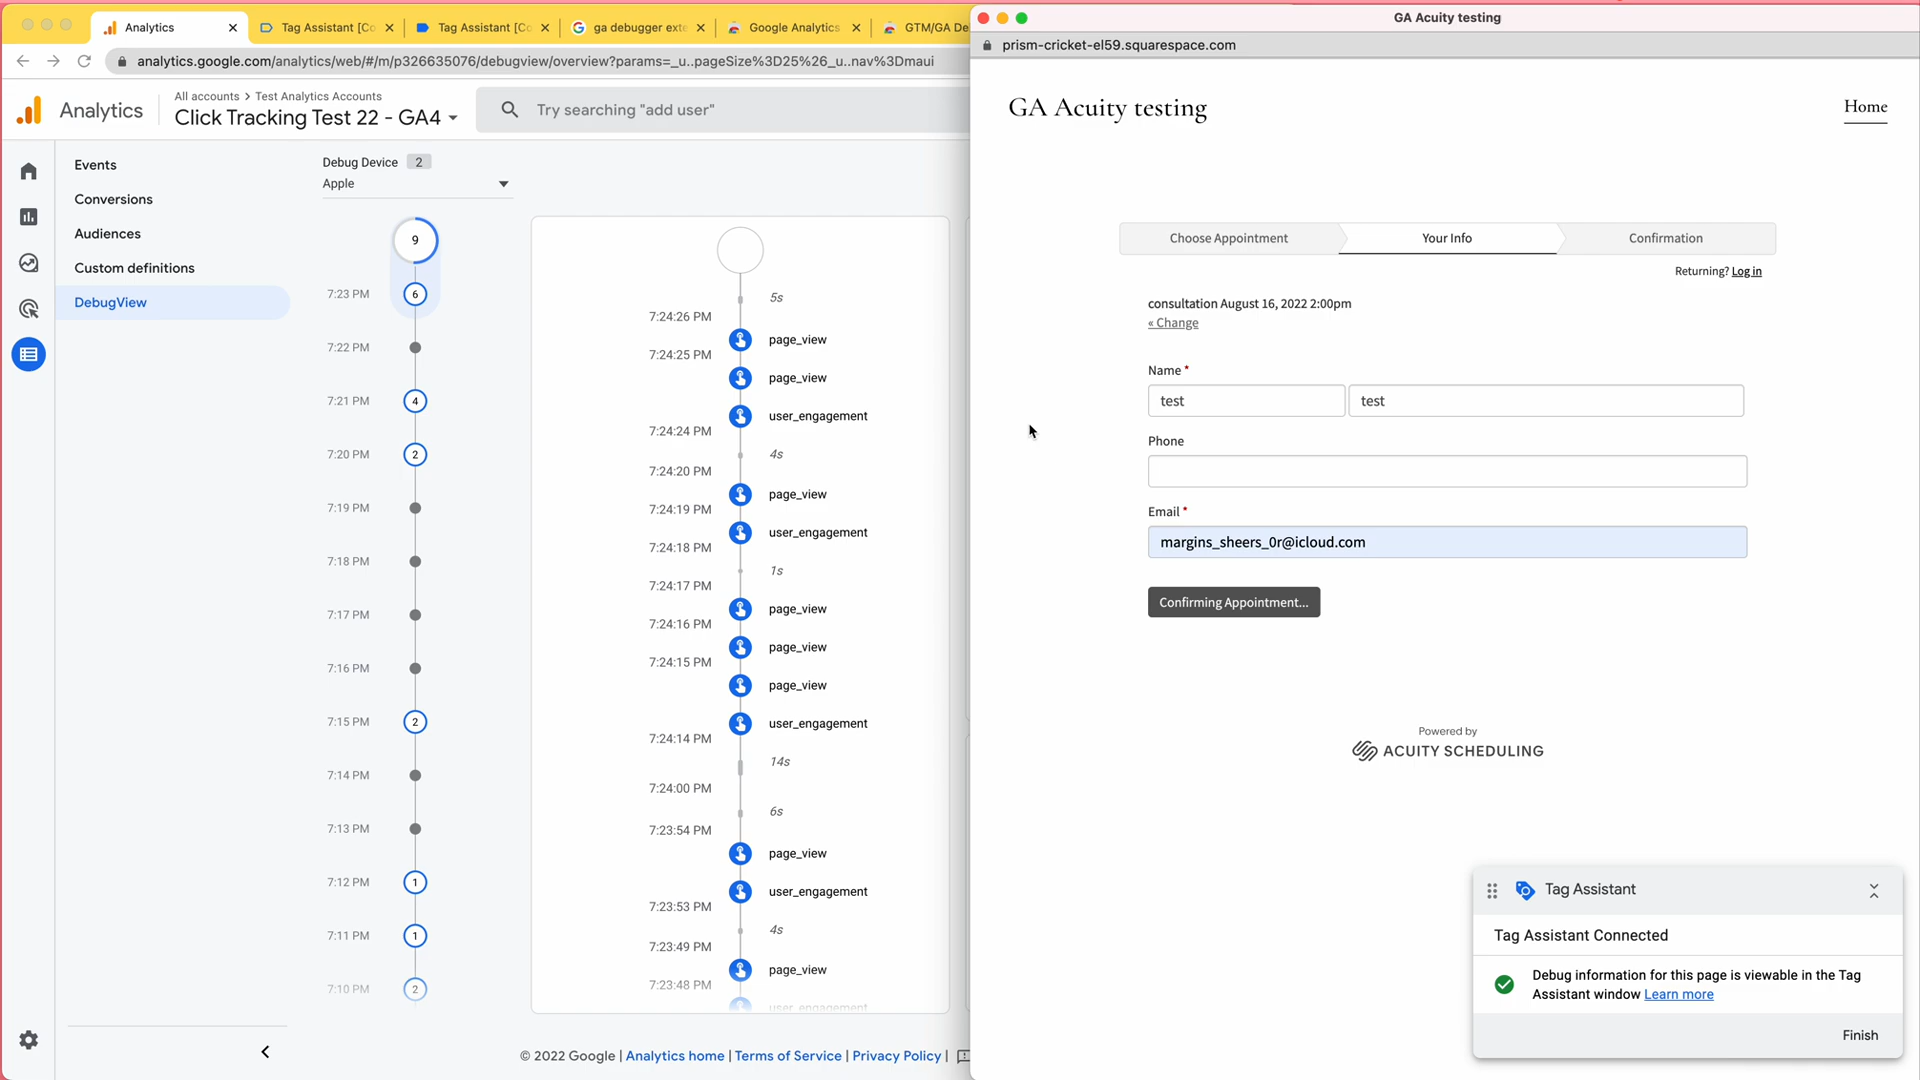 Analytics
Tag Assistant [Co
Tag Assistant [Co
ga debugger exte
Google Analytics
GTM/GA De
analytics.google.com/analytics/web/#/m/p326635076/debugview/overview?params=_u..pageSize%3D25%26_u..nav%3Dmaui
Analytics
All accounts > Test Analytics Accounts
Click Tracking Test 22 - GA4
Try searching "add user"
Events
Conversions
Audiences
Custom definitions
DebugView
Debug Device 2
Apple
9
7:23 PM 6
7:22 PM
7:21 PM 4
7:20 PM 2
7:19 PM
7:18 PM
7:17 PM
7:16 PM
7:15 PM 2
7:14 PM
7:13 PM
7:12 PM 1
7:11 PM 1
7:10 PM 2
5s
7:24:26 PM
page_view
7:24:25 PM
page_view
user_engagement
7:24:24 PM
4s
7:24:20 PM
page_view
7:24:19 PM
user_engagement
7:24:18 PM
1s
7:24:17 PM
page_view
7:24:16 PM
page_view
7:24:15 PM
page_view
user_engagement
7:24:14 PM
14s
7:24:00 PM
6s
7:23:54 PM
page_view
user_engagement
7:23:53 PM
4s
7:23:49 PM
page_view
7:23:48 PM
user_engagement
© 2022 Google | Analytics home | Terms of Service | Privacy Policy |
GA Acuity testing
prism-cricket-el59.squarespace.com
GA Acuity testing
Home
Choose Appointment
Your Info
Confirmation
Returning? Log in
consultation August 16, 2022 2:00pm
« Change
Name *
test
test
Phone
Email *
margins_sheers_0r@icloud.com
Confirming Appointment...
Powered by
ACUITY SCHEDULING
Tag Assistant
Tag Assistant Connected
Debug information for this page is viewable in the Tag
Assistant window Learn more
Finish